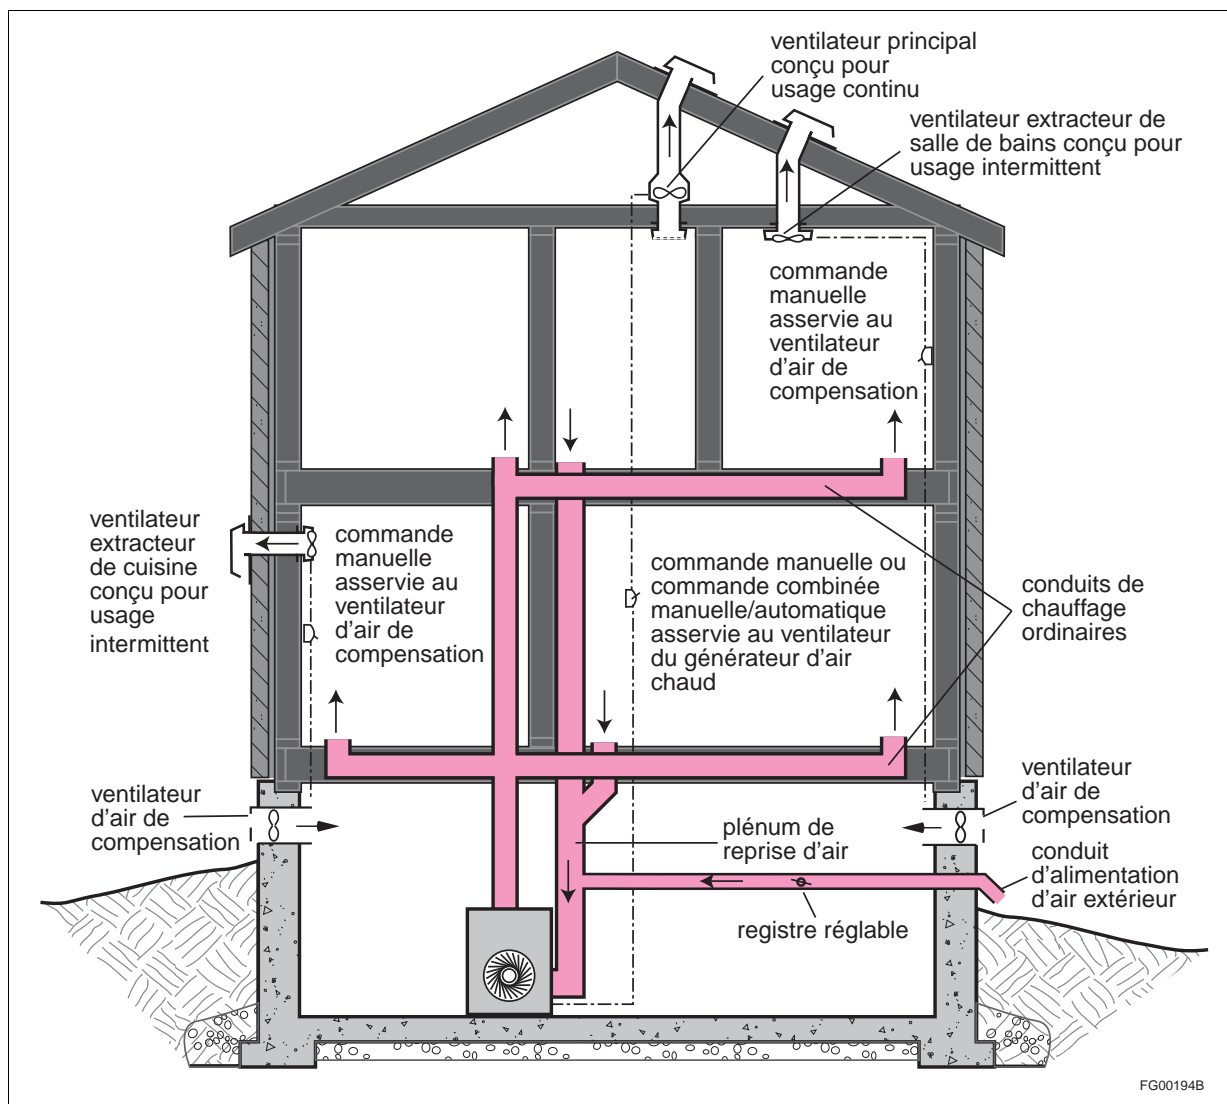 ventilateur principal
conçu pour
usage continu
ventilateur extracteur de
salle de bains conçu pour
usage intermittent
commande
manuelle
asservie au
ventilateur
d'air de
compensation
ventilateur
extracteur
de cuisine
conçu pour
usage
intermittent
commande
manuelle
asservie au
ventilateur
d'air de
compensation
commande manuelle ou
commande combinée
manuelle/automatique
asservie au ventilateur
du générateur d'air
chaud
conduits de
chauffage
ordinaires
ventilateur
d'air de
compensation
plénum de
reprise d'air
ventilateur
d'air de
compensation
conduit
d'alimentation
d'air extérieur
registre réglable
FG00194B